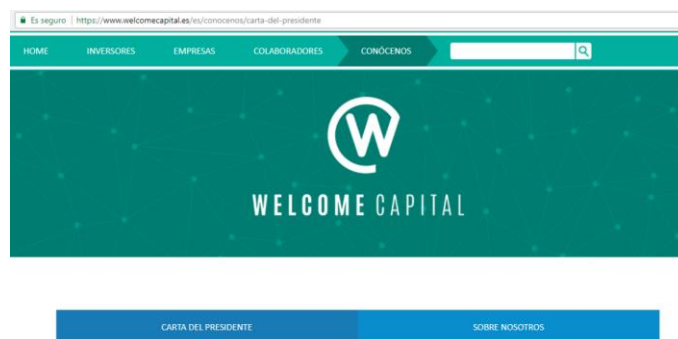 Es seguro | https://www.welcomecapital.es/es/conocenos/carta-del-presidente
HOME INVERSORES EMPRESAS COLABORADORES CONÓCENOS
W
WELCOME CAPITAL
CARTA DEL PRESIDENTE SOBRE NOSOTROS